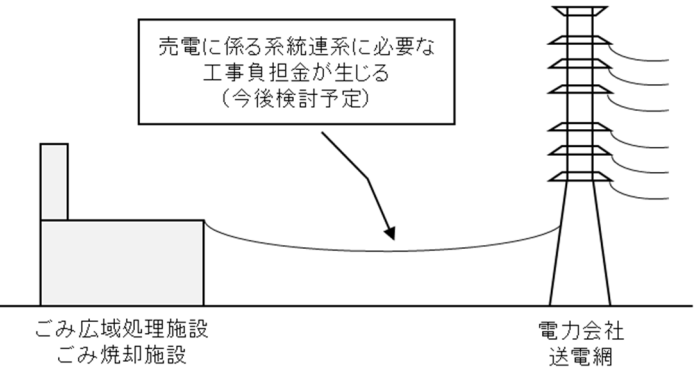 売電に係る系統連系に必要な
工事負担金が生じる
（今後検討予定）
ごみ広域処理施設
ごみ焼却施設
電力会社
送電網